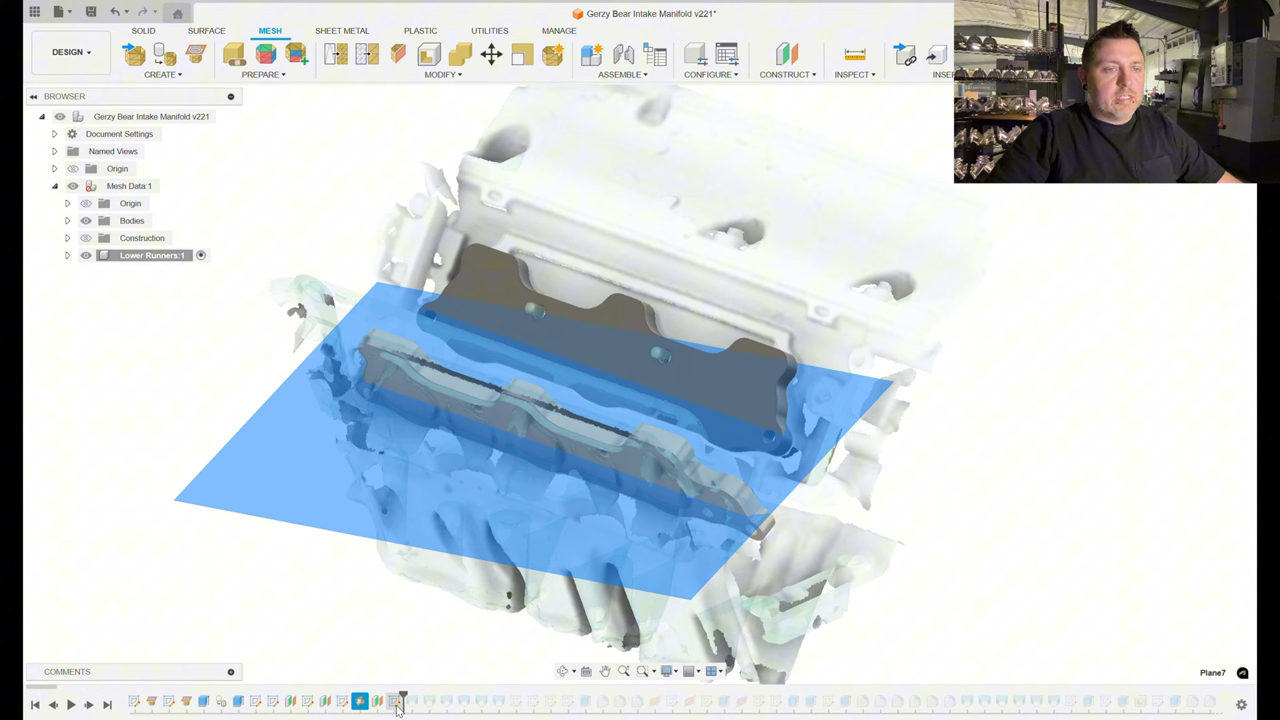 Gerzy Bear Intake Manifold v221*
SOLID SURFACE MESH SHEET METAL PLASTIC UTILITIES MANAGE
DESIGN
CREATE PREPARE MODIFY ASSEMBLE CONFIGURE CONSTRUCT INSPECT INSER
BROWSER
Gerzy Bear Intake Manifold v221
Document Settings
Named Views
Origin
Mesh Data:1
Origin
Bodies
Construction
Lower Runners:1
COMMENTS
Plane7